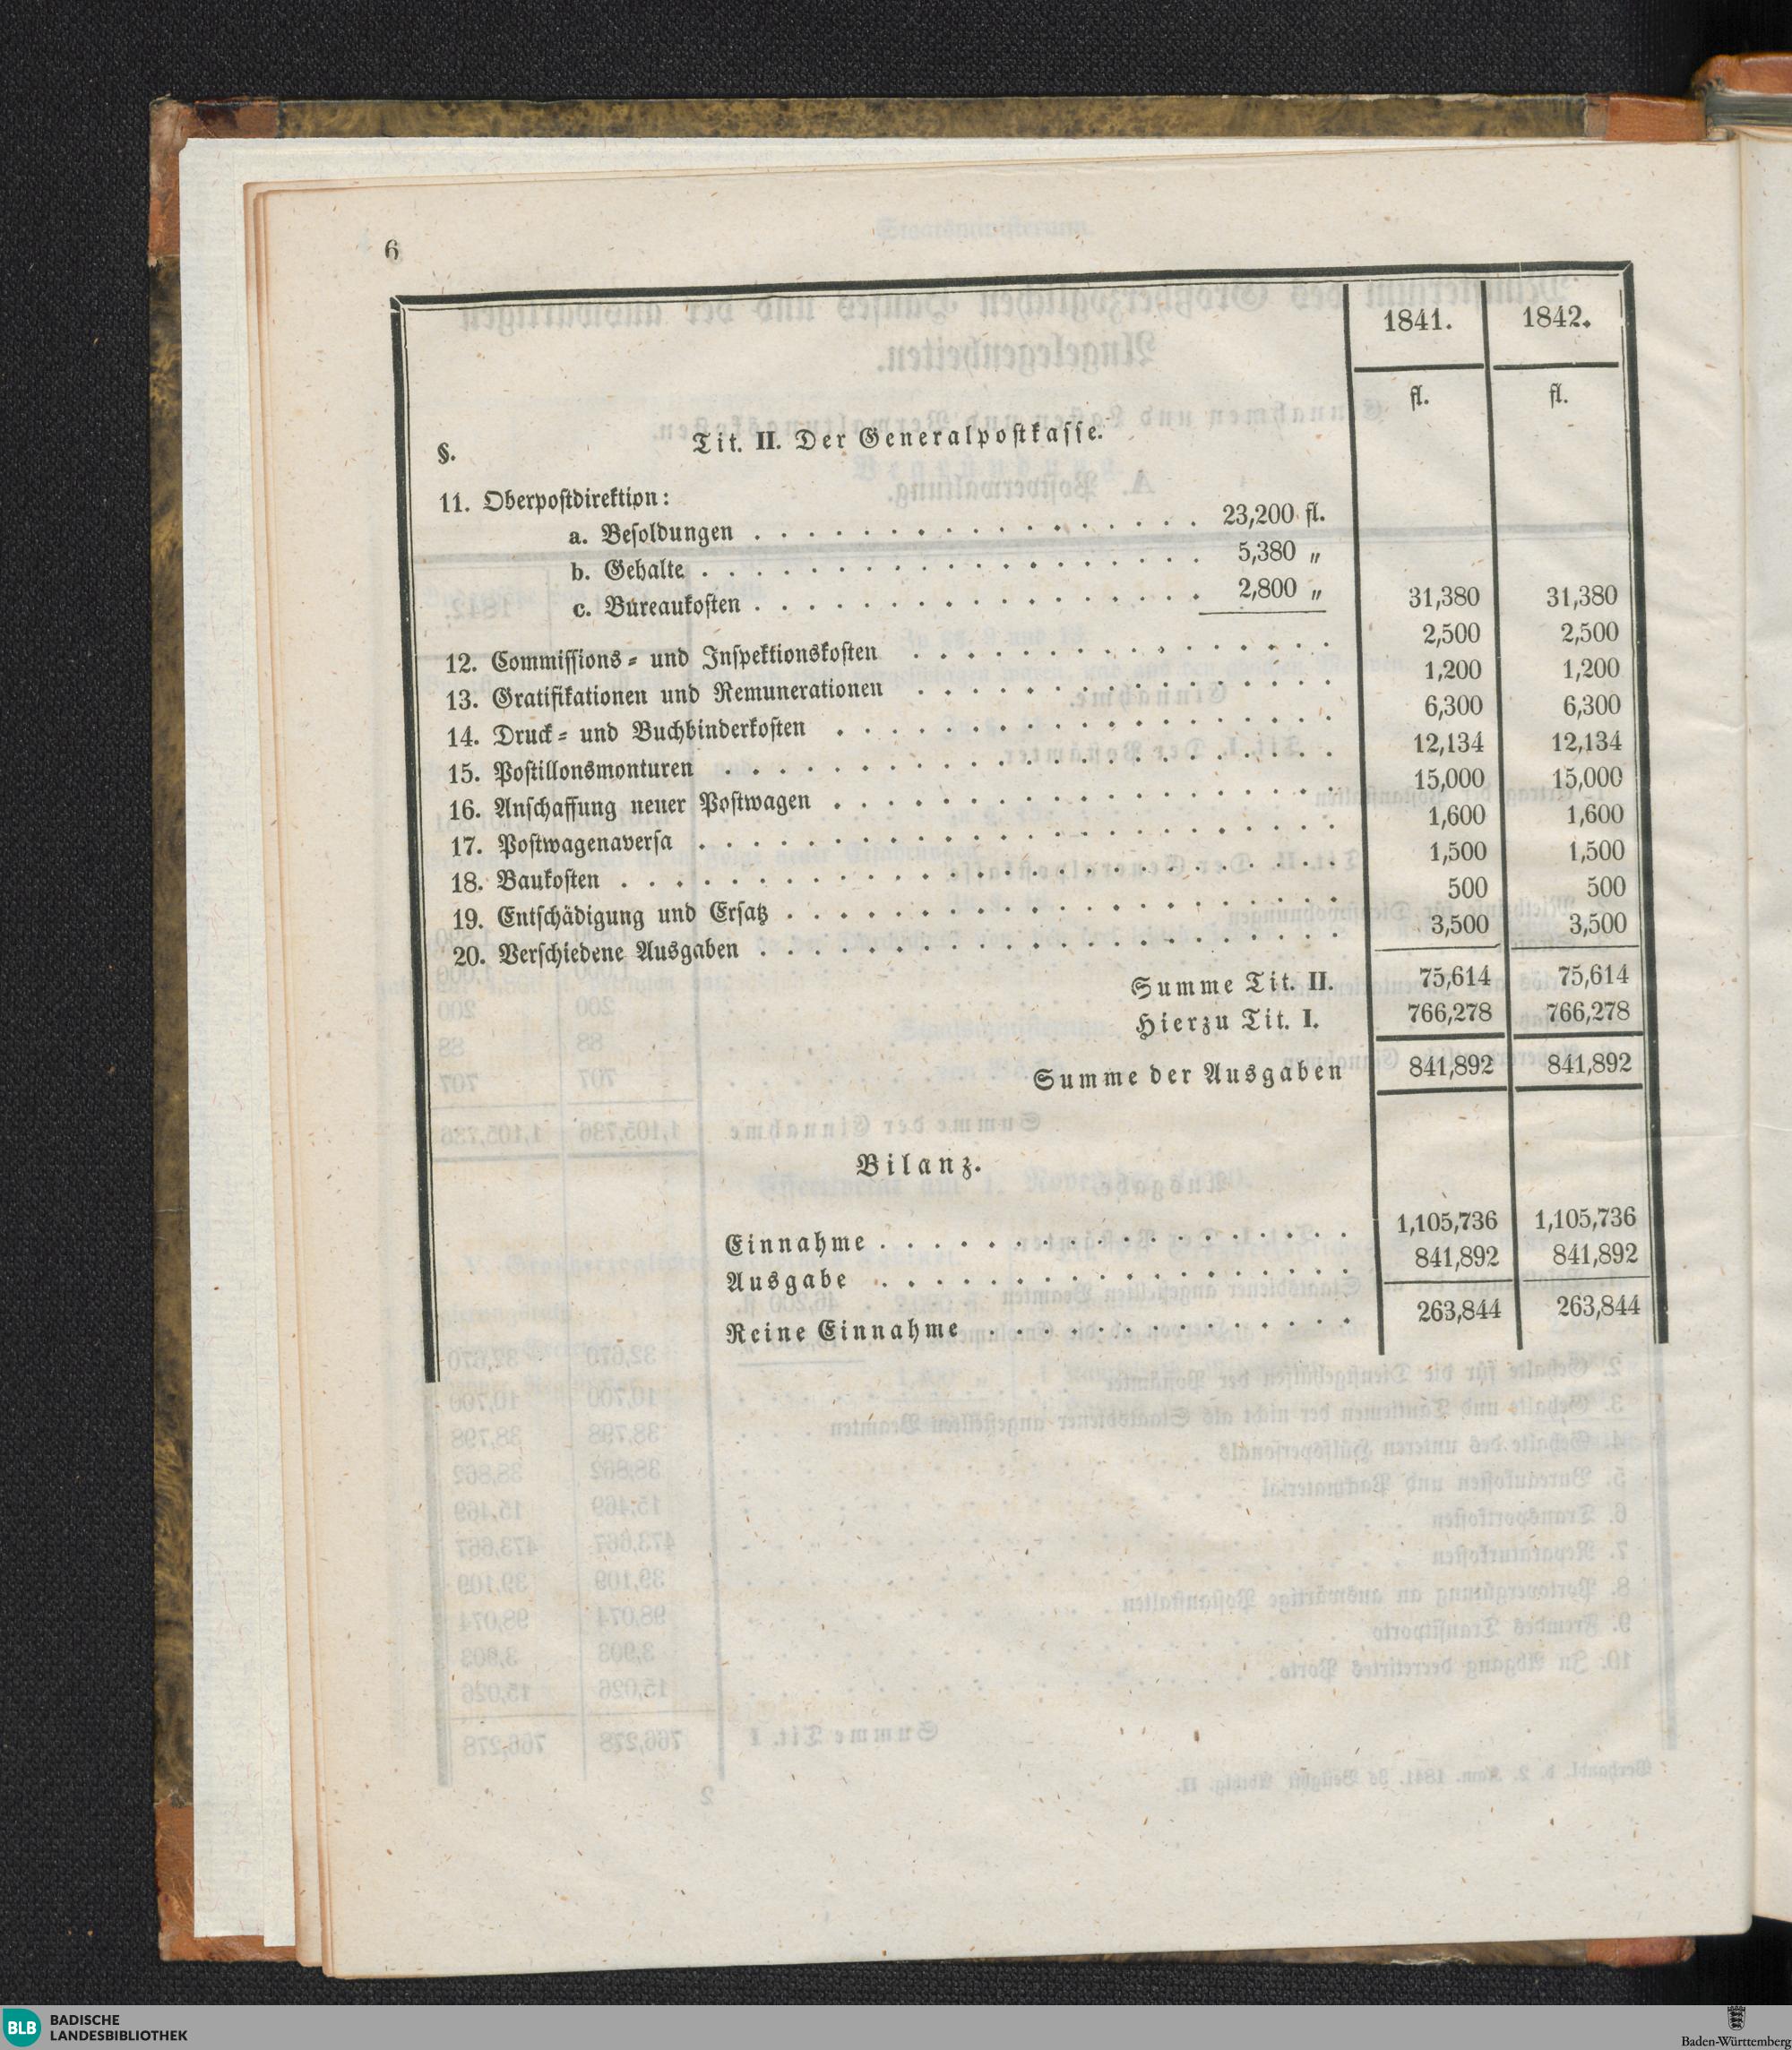 6
1841. 1842.
fl. fl.
§. Tit. II. Der Generalpostkasse.
11. Oberpostdirektion:
a. Besoldungen . . . . . . . . . . . . . . . . . 23,200 fl.
b. Gehalte . . . . . . . . . . . . . . . . . . . 5,380 „
c. Bureaukosten . . . . . . . . . . . . . . . . . 2,800 „ 31,380 31,380
12. Commissions- und Inspektionskosten . . . . . . . . . . . . . . . . 2,500 2,500
13. Gratifikationen und Remunerationen . . . . . . . . . . . . . . . . 1,200 1,200
14. Druck- und Buchbinderkosten . . . . . . . . . . . . . . . . . . . 6,300 6,300
15. Postillonsmonturen . . . . . . . . . . . . . . . . . . . . . . . 12,134 12,134
16. Anschaffung neuer Postwagen . . . . . . . . . . . . . . . . . . . 15,000 15,000
17. Postwagenaversa . . . . . . . . . . . . . . . . . . . . . . . . 1,600 1,600
18. Baukosten . . . . . . . . . . . . . . . . . . . . . . . . . . . 1,500 1,500
19. Entschädigung und Ersatz . . . . . . . . . . . . . . . . . . . . . 500 500
20. Verschiedene Ausgaben . . . . . . . . . . . . . . . . . . . . . . 3,500 3,500
Summe Tit. II. 75,614 75,614
Hierzu Tit. I. 766,278 766,278
Summe der Ausgaben 841,892 841,892
Bilanz.
Einnahme . . . . . . . . . . . . . . . . . . 1,105,736 1,105,736
Ausgabe . . . . . . . . . . . . . . . . . . 841,892 841,892
Reine Einnahme . . . . . . . . . . . . . . 263,844 263,844
BLB BADISCHE
LANDESBIBLIOTHEK
Baden-Württemberg